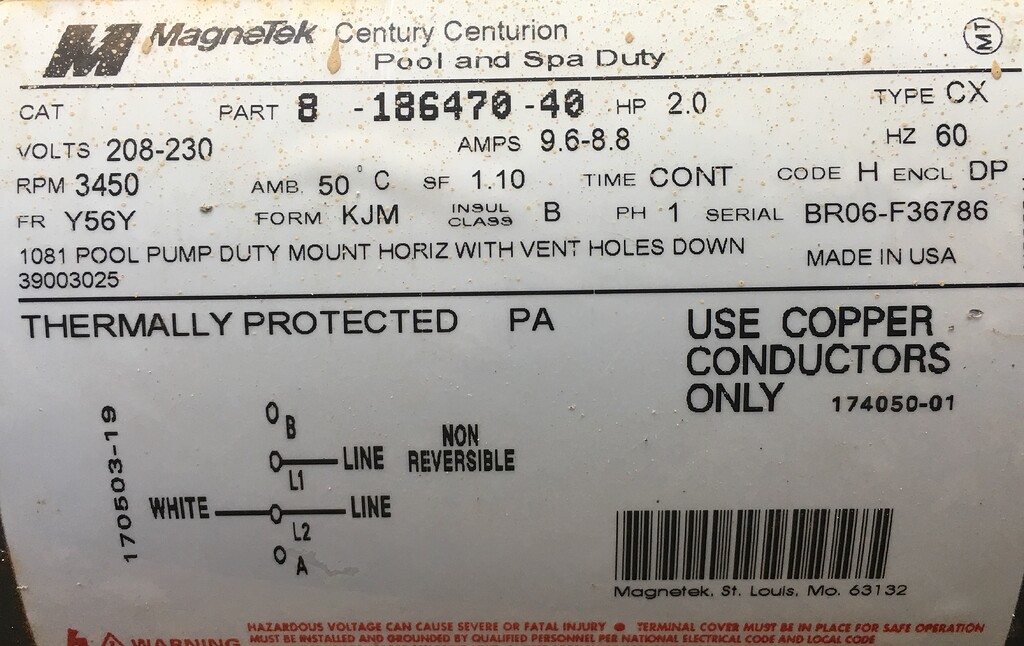 MagneTek Century Centurion
Pool and Spa Duty
MT
CAT PART 8 -186470-40 HP 2.0 TYPE CX
VOLTS 208-230 AMPS 9.6-8.8 HZ 60
RPM 3450 AMB 50°C SF 1.10 TIME CONT CODE H ENCL DP
FR Y56Y FORM KJM INSUL CLASS B PH 1 SERIAL BR06-F36786
1081 POOL PUMP DUTY MOUNT HORIZ WITH VENT HOLES DOWN MADE IN USA
39003025
THERMALLY PROTECTED PA
USE COPPER
CONDUCTORS
ONLY 174050-01
170503-19
B
LINE
L1
NON
REVERSIBLE
WHITE LINE
L2
A
Magnetek, St. Louis, Mo. 63132
WARNING
HAZARDOUS VOLTAGE CAN CAUSE SEVERE OR FATAL INJURY ● TERMINAL COVER MUST BE IN PLACE FOR SAFE OPERATION
MUST BE INSTALLED AND GROUNDED BY QUALIFIED PERSONNEL PER NATIONAL ELECTRICAL CODE AND LOCAL CODE